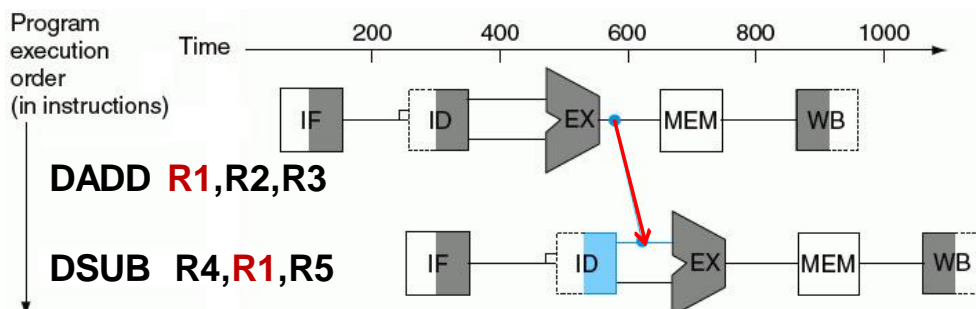 Program
execution
order
(in instructions)
Time
200 400 600 800 1000
IF ID EX MEM WB
DADD R1,R2,R3
DSUB R4,R1,R5
IF ID EX MEM WB